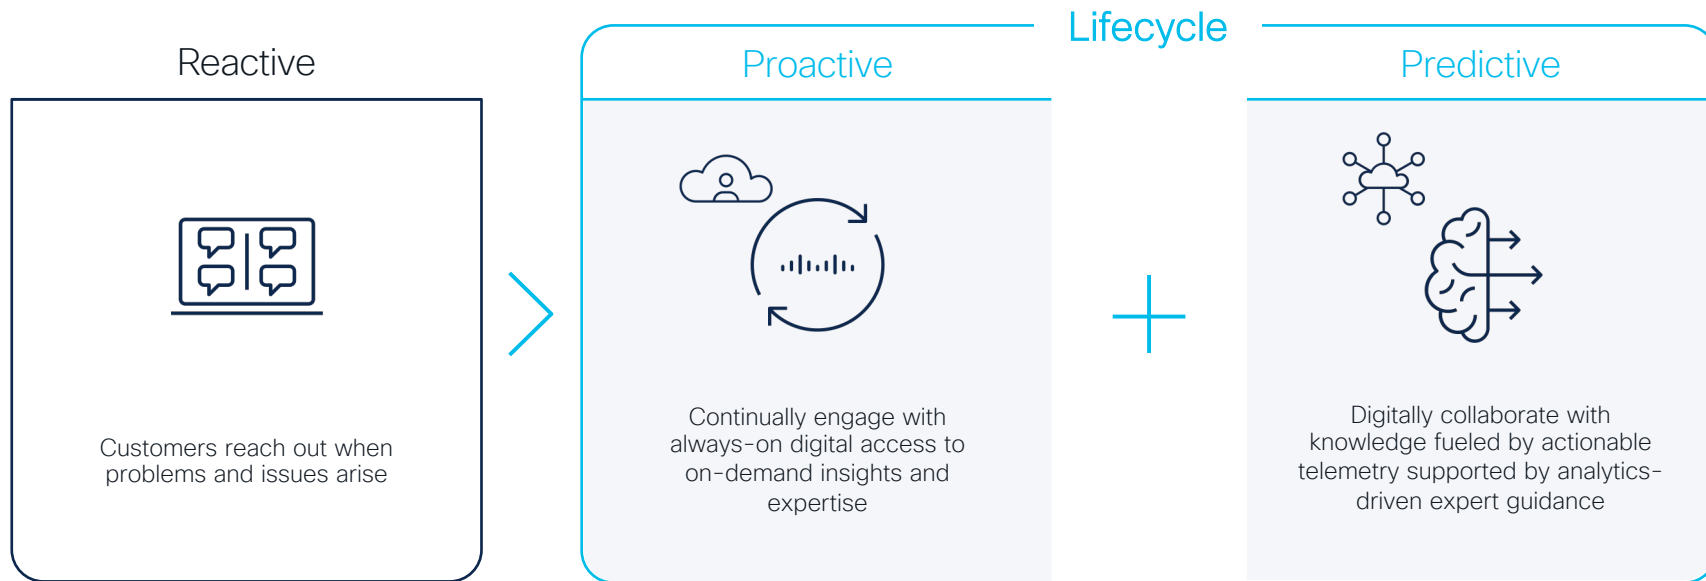 Lifecycle
Reactive
Proactive
Predictive
Customers reach out when
problems and issues arise
Continually engage with
always-on digital access to
on-demand insights and
expertise
Digitally collaborate with
knowledge fueled by actionable
telemetry supported by analytics-
driven expert guidance